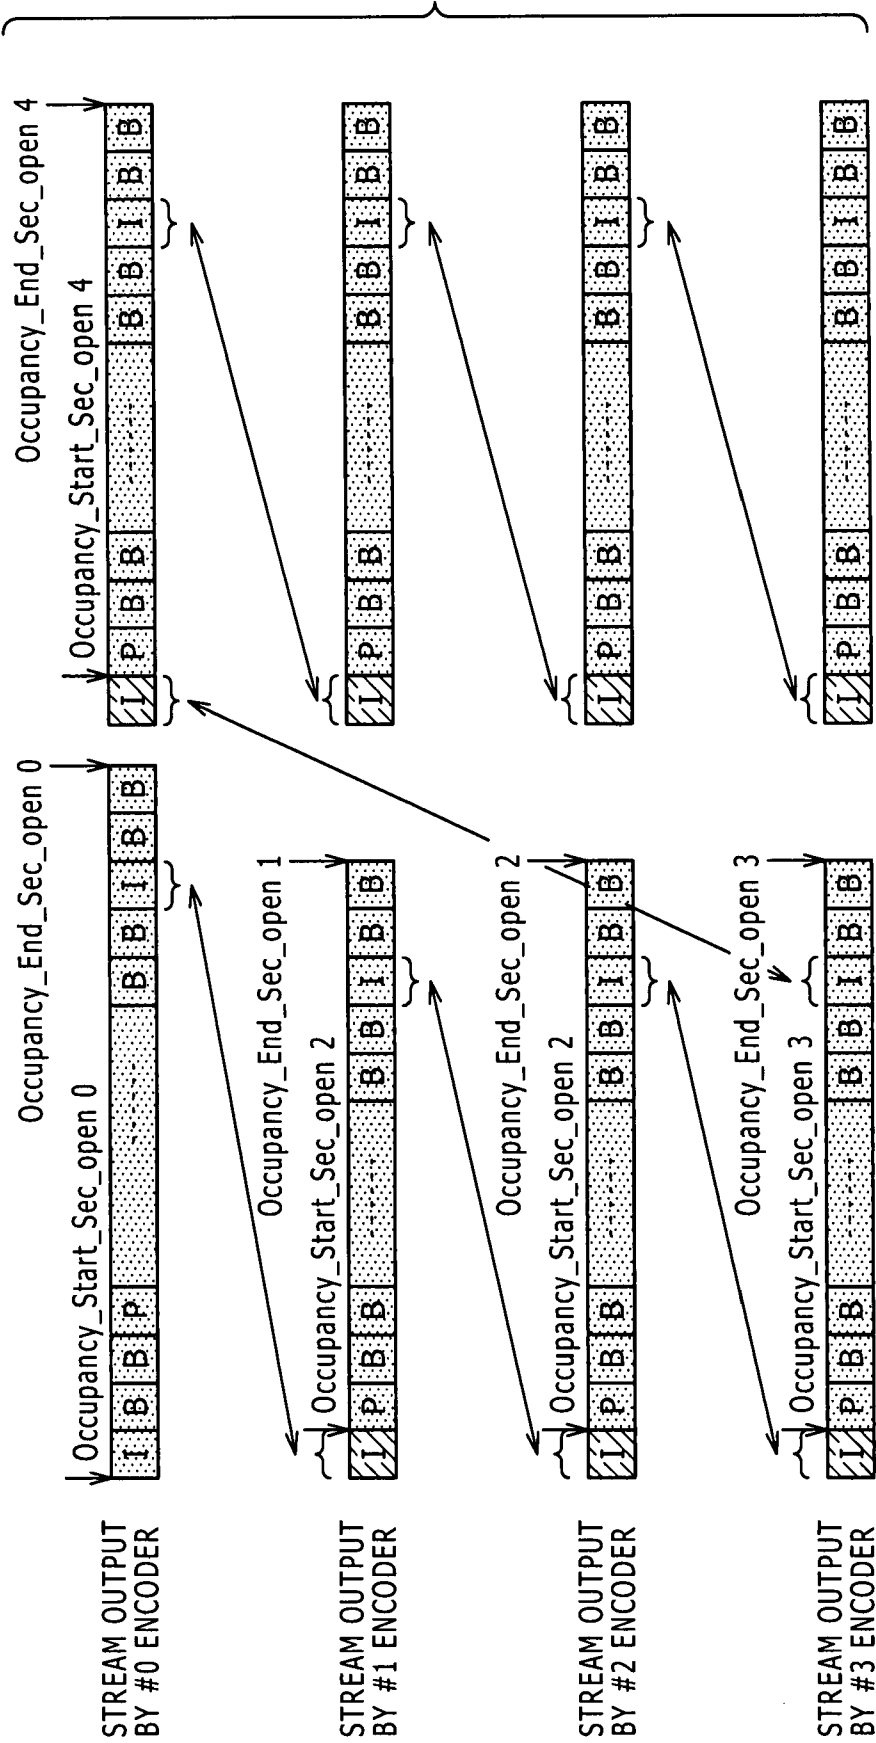 Occupancy_End_Sec_open 0
Occupancy_End_Sec_open 4
Occupancy_Start_Sec_open 0
Occupancy_Start_Sec_open 4
STREAM OUTPUT
BY #0 ENCODER
I B B P ------ B B I B B
I P B B ------ B B I B B
Occupancy_End_Sec_open 1
Occupancy_Start_Sec_open 2
STREAM OUTPUT
BY #1 ENCODER
I P B B ------ B B I B B
I P B B ------ B B I B B
Occupancy_End_Sec_open 2
Occupancy_Start_Sec_open 2
STREAM OUTPUT
BY #2 ENCODER
I P B B ------ B B I B B
I P B B ------ B B I B B
Occupancy_End_Sec_open 3
Occupancy_Start_Sec_open 3
STREAM OUTPUT
BY #3 ENCODER
I P B B ------ B B I B B
I P B B ------ B B I B B